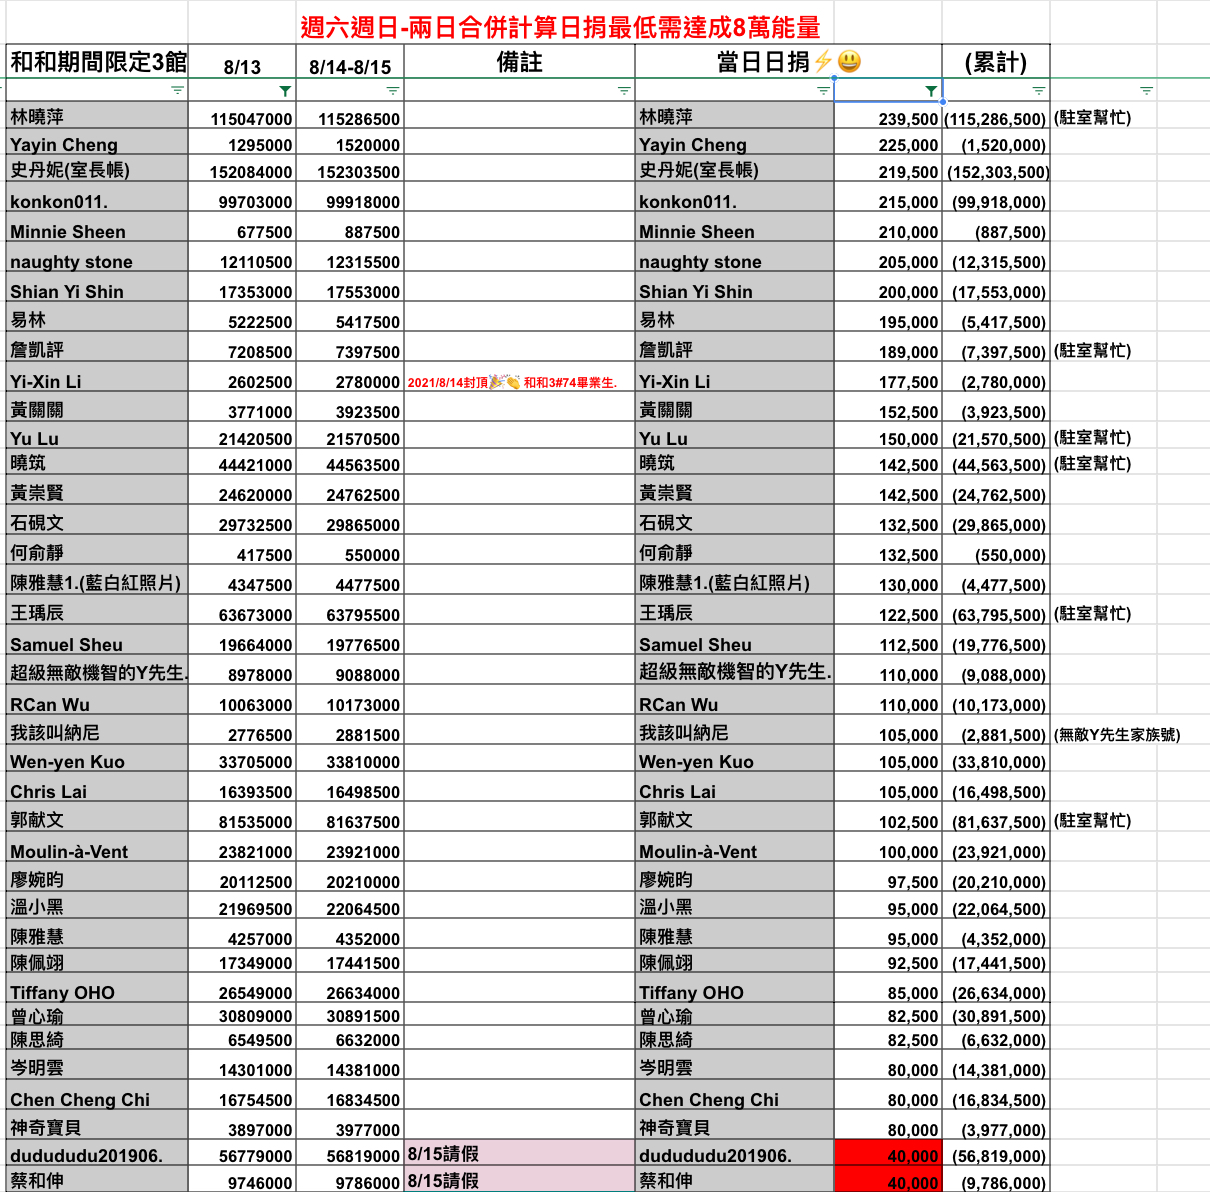 週六週日-兩日合併計算日捐最低需達成8萬能量
和和期間限定3館 8/13 8/14-8/15 備註 當日日捐⚡😃 (累計)
林曉萍 115047000 115286500 林曉萍 239,500 (115,286,500) (駐室幫忙)
Yayin Cheng 1295000 1520000 Yayin Cheng 225,000 (1,520,000)
史丹妮(室長帳) 152084000 152303500 史丹妮(室長帳) 219,500 (152,303,500)
konkon011. 99703000 99918000 konkon011. 215,000 (99,918,000)
Minnie Sheen 677500 887500 Minnie Sheen 210,000 (887,500)
naughty stone 12110500 12315500 naughty stone 205,000 (12,315,500)
Shian Yi Shin 17353000 17553000 Shian Yi Shin 200,000 (17,553,000)
易林 5222500 5417500 易林 195,000 (5,417,500)
詹凱評 7208500 7397500 詹凱評 189,000 (7,397,500) (駐室幫忙)
Yi-Xin Li 2602500 2780000 2021/8/14封頂🎉👏 和和3#74畢業生. Yi-Xin Li 177,500 (2,780,000)
黃關關 3771000 3923500 黃關關 152,500 (3,923,500)
Yu Lu 21420500 21570500 Yu Lu 150,000 (21,570,500) (駐室幫忙)
曉筑 44421000 44563500 曉筑 142,500 (44,563,500) (駐室幫忙)
黃崇賢 24620000 24762500 黃崇賢 142,500 (24,762,500)
石硯文 29732500 29865000 石硯文 132,500 (29,865,000)
何俞靜 417500 550000 何俞靜 132,500 (550,000)
陳雅慧1.(藍白紅照片) 4347500 4477500 陳雅慧1.(藍白紅照片) 130,000 (4,477,500)
王瑀辰 63673000 63795500 王瑀辰 122,500 (63,795,500) (駐室幫忙)
Samuel Sheu 19664000 19776500 Samuel Sheu 112,500 (19,776,500)
超級無敵機智的Y先生. 8978000 9088000 超級無敵機智的Y先生. 110,000 (9,088,000)
RCan Wu 10063000 10173000 RCan Wu 110,000 (10,173,000)
我該叫納尼 2776500 2881500 我該叫納尼 105,000 (2,881,500) (無敵Y先生家族號)
Wen-yen Kuo 33705000 33810000 Wen-yen Kuo 105,000 (33,810,000)
Chris Lai 16393500 16498500 Chris Lai 105,000 (16,498,500)
郭献文 81535000 81637500 郭献文 102,500 (81,637,500) (駐室幫忙)
Moulin-à-Vent 23821000 23921000 Moulin-à-Vent 100,000 (23,921,000)
廖婉昀 20112500 20210000 廖婉昀 97,500 (20,210,000)
溫小黑 21969500 22064500 溫小黑 95,000 (22,064,500)
陳雅慧 4257000 4352000 陳雅慧 95,000 (4,352,000)
陳佩翊 17349000 17441500 陳佩翊 92,500 (17,441,500)
Tiffany OHO 26549000 26634000 Tiffany OHO 85,000 (26,634,000)
曾心瑜 30809000 30891500 曾心瑜 82,500 (30,891,500)
陳思綺 6549500 6632000 陳思綺 82,500 (6,632,000)
岑明雲 14301000 14381000 岑明雲 80,000 (14,381,000)
Chen Cheng Chi 16754500 16834500 Chen Cheng Chi 80,000 (16,834,500)
神奇寶貝 3897000 3977000 神奇寶貝 80,000 (3,977,000)
dudududu201906. 56779000 56819000 8/15請假 dudududu201906. 40,000 (56,819,000)
蔡和伸 9746000 9786000 8/15請假 蔡和伸 40,000 (9,786,000)